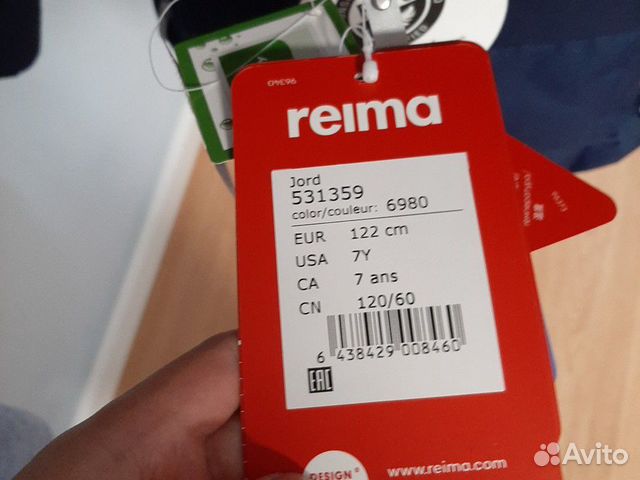 96340
reima
Jord
531359
color/couleur: 6980
EUR 122 cm
USA 7Y
CA 7 ans
CN 120/60
6 438429 008460
EAC
DESIGN
www.reima.com
Avito